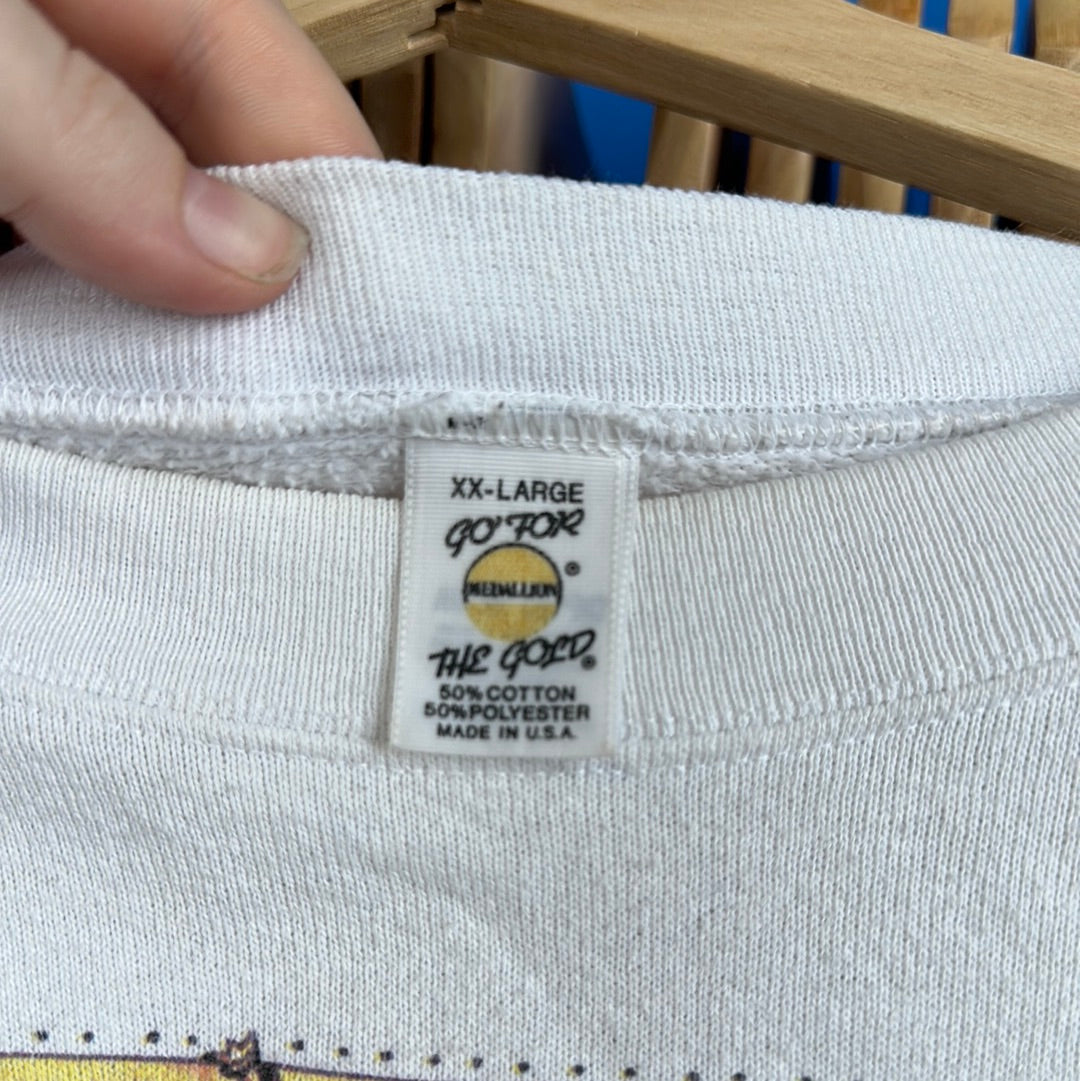 XX-LARGE
GO FOR
MEDALLION ®
THE GOLD®
50% COTTON
50% POLYESTER
MADE IN U.S.A.